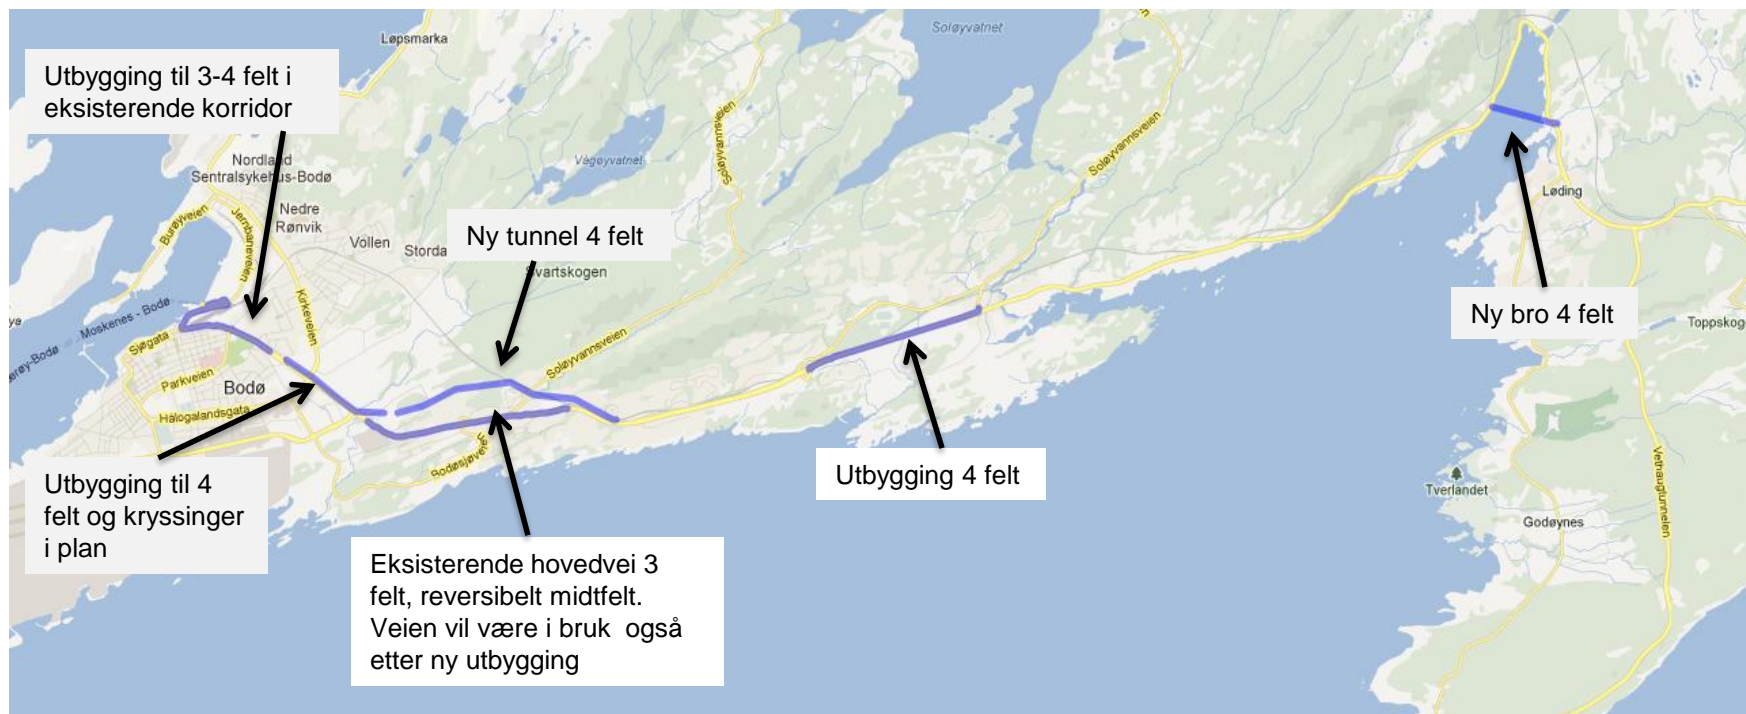 Løpsmarka
Soløyvatnet
Utbygging til 3-4 felt i
eksisterende korridor
Soløyvannsveien
Soløyvannsveien
Nordland
Sentralsykehus-Bodø
Vågøyvatnet
Løding
Burøyveien
Jernbaneveien
Nedre
Rønvik
Vollen
Storda
Ny tunnel 4 felt
Svartskogen
Kirkeveien
Moskenes - Bodø
Ny bro 4 felt
Toppskog
Sjøgata
Soløyvannsveien
Parkveien
Bodø
Hålogalandsgata
Bodøsjøveien
Utbygging 4 felt
Utbygging til 4
felt og kryssinger
i plan
Tverlandet
Godøynes
Vethaugtunnelen
Eksisterende hovedvei 3
felt, reversibelt midtfelt.
Veien vil være i bruk også
etter ny utbygging